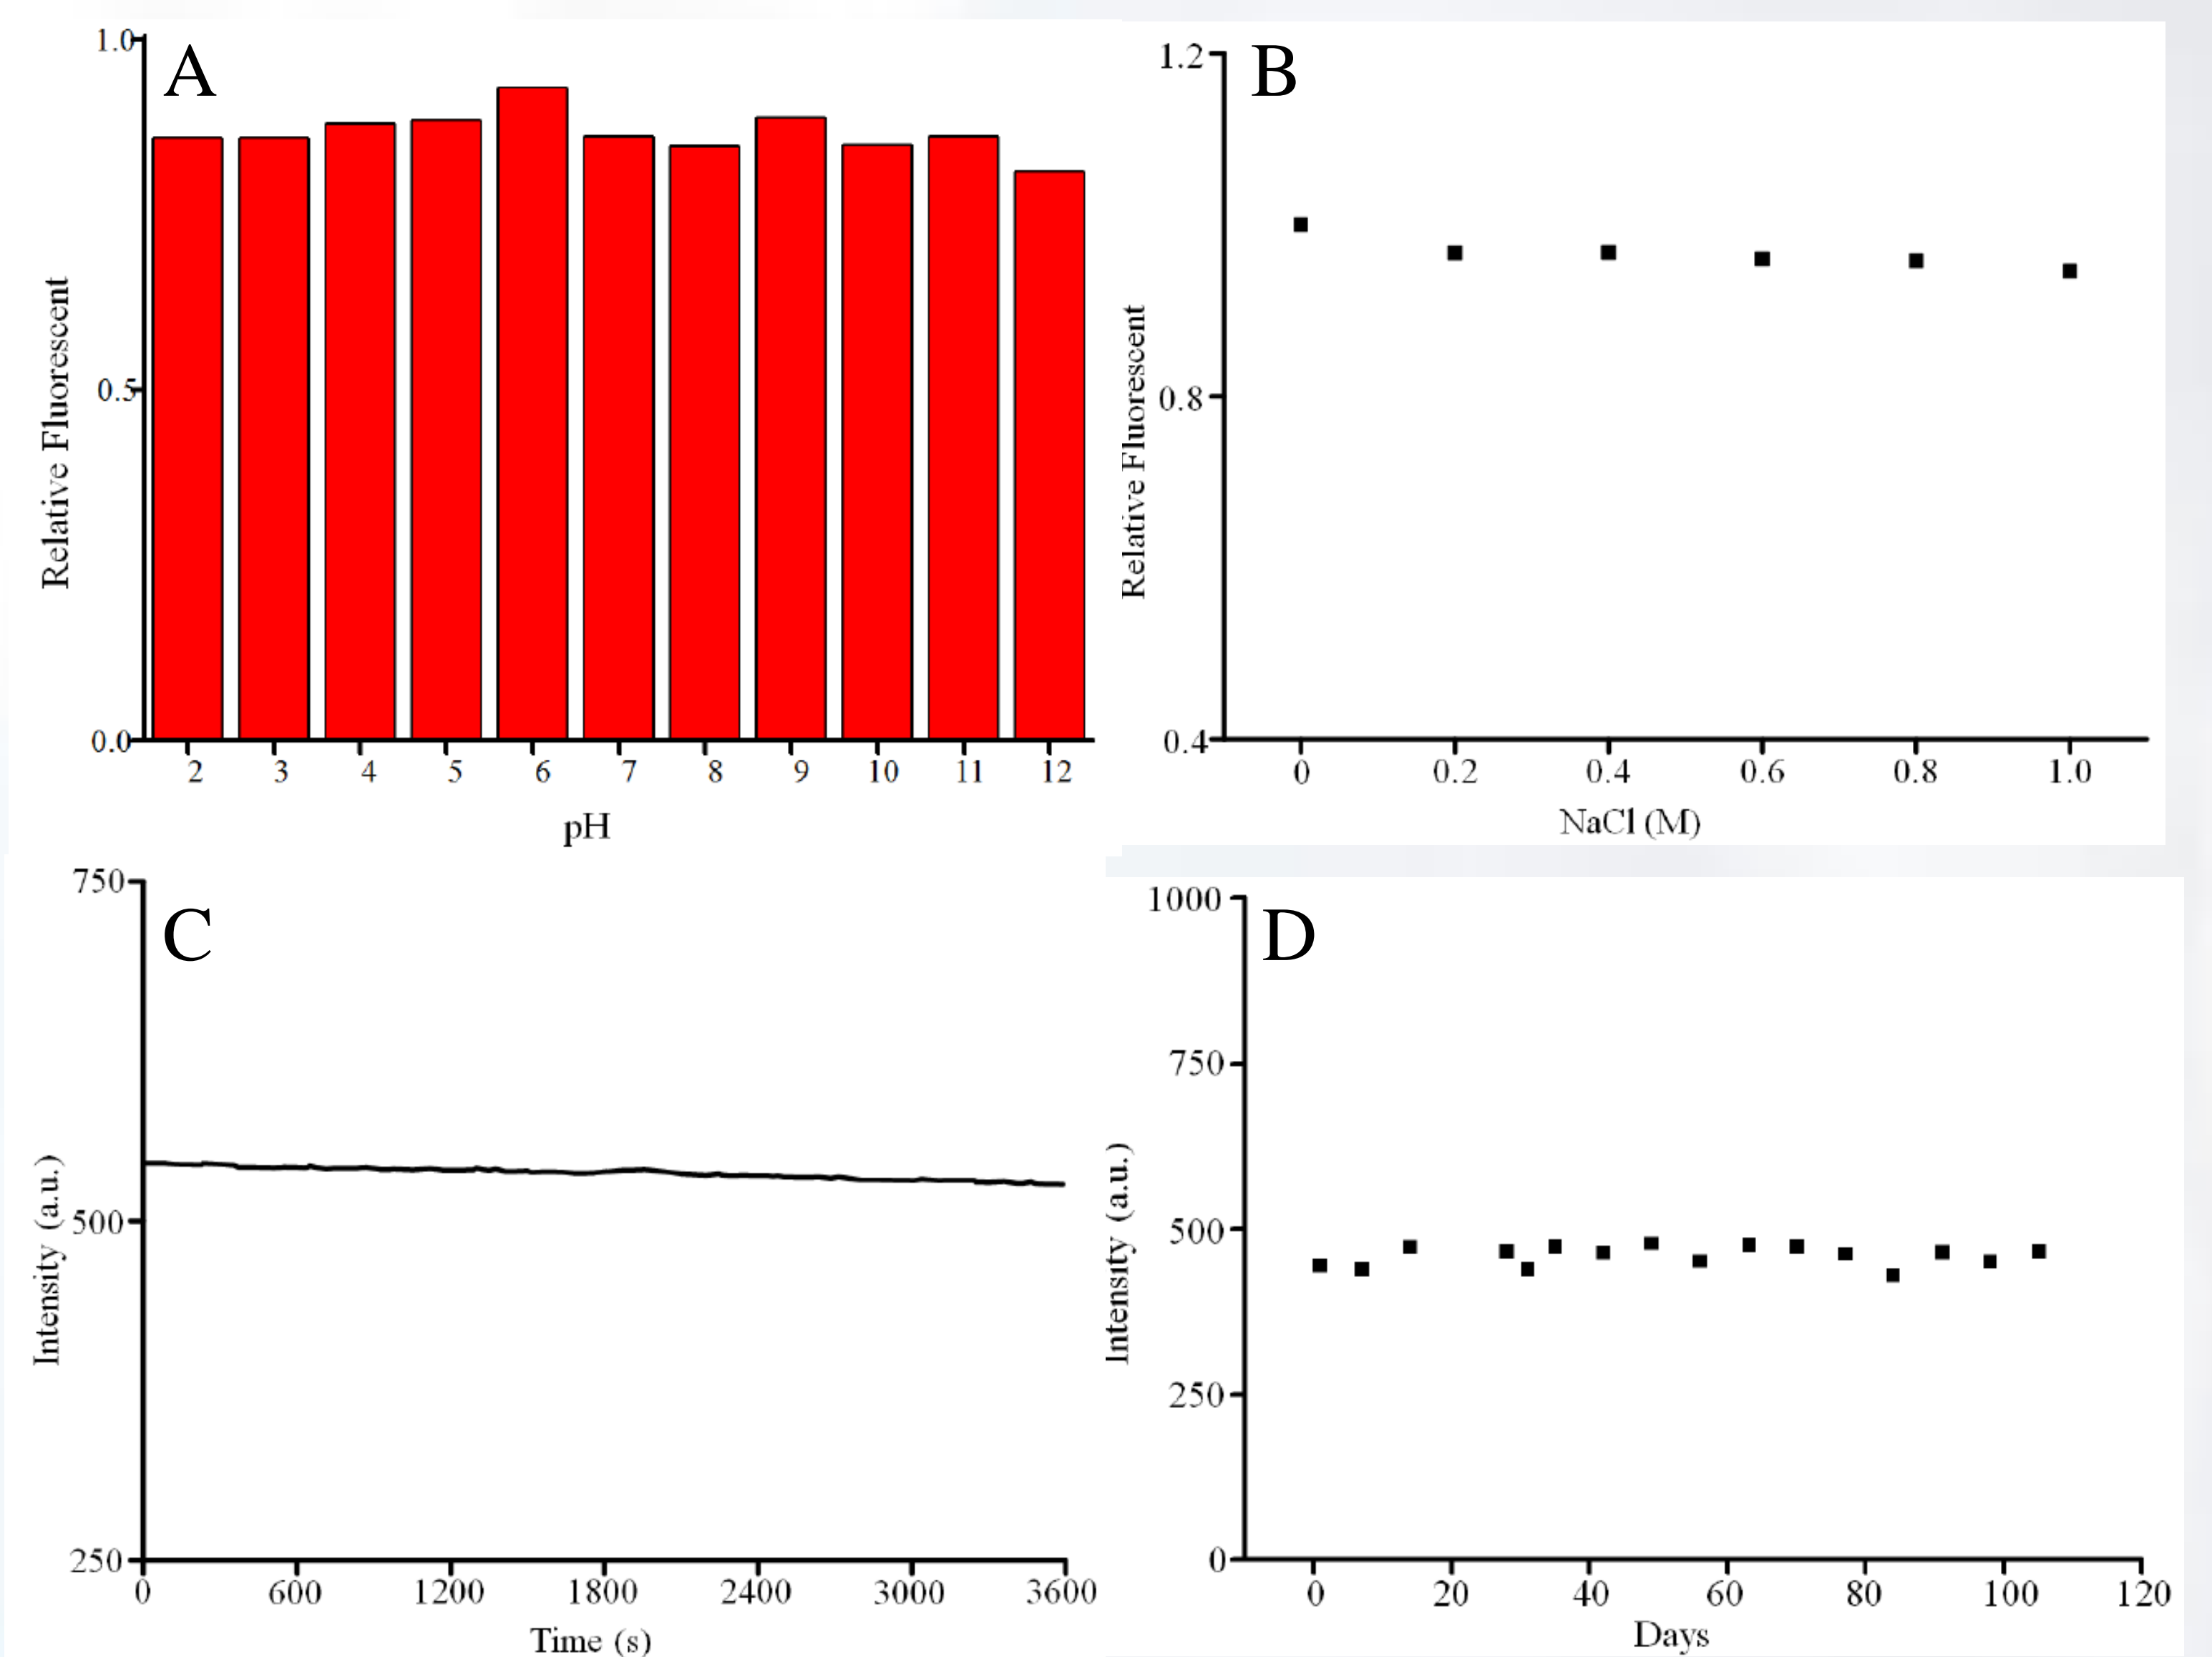 A
1.0
0.5
0.0
Relative Fluorescent
2 3 4 5 6 7 8 9 10 11 12
pH
B
1.2
0.8
0.4
Relative Fluorescent
0 0.2 0.4 0.6 0.8 1.0
NaCl (M)
C
750
500
250
Intensity (a.u.)
0 600 1200 1800 2400 3000 3600
Time (s)
D
1000
750
500
250
0
Intensity (a.u.)
0 20 40 60 80 100 120
Days